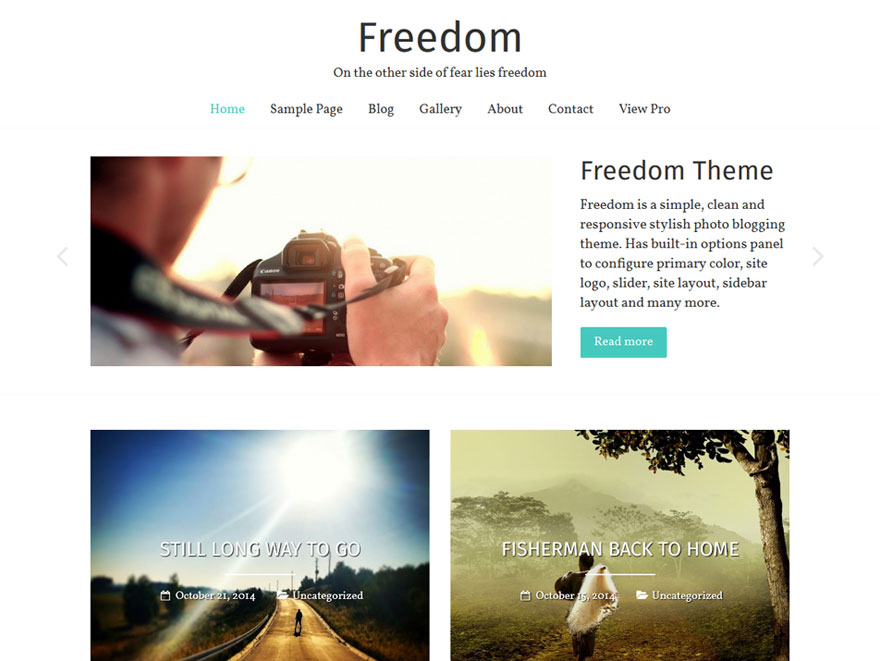 Freedom
On the other side of fear lies freedom
Home Sample Page Blog Gallery About Contact View Pro
Freedom Theme
Freedom is a simple, clean and
responsive stylish photo blogging
theme. Has built-in options panel
to configure primary color, site
logo, slider, site layout, sidebar
layout and many more.
Read more
Canon
STILL LONG WAY TO GO
October 21, 2014 Uncategorized
FISHERMAN BACK TO HOME
October 15, 2014 Uncategorized